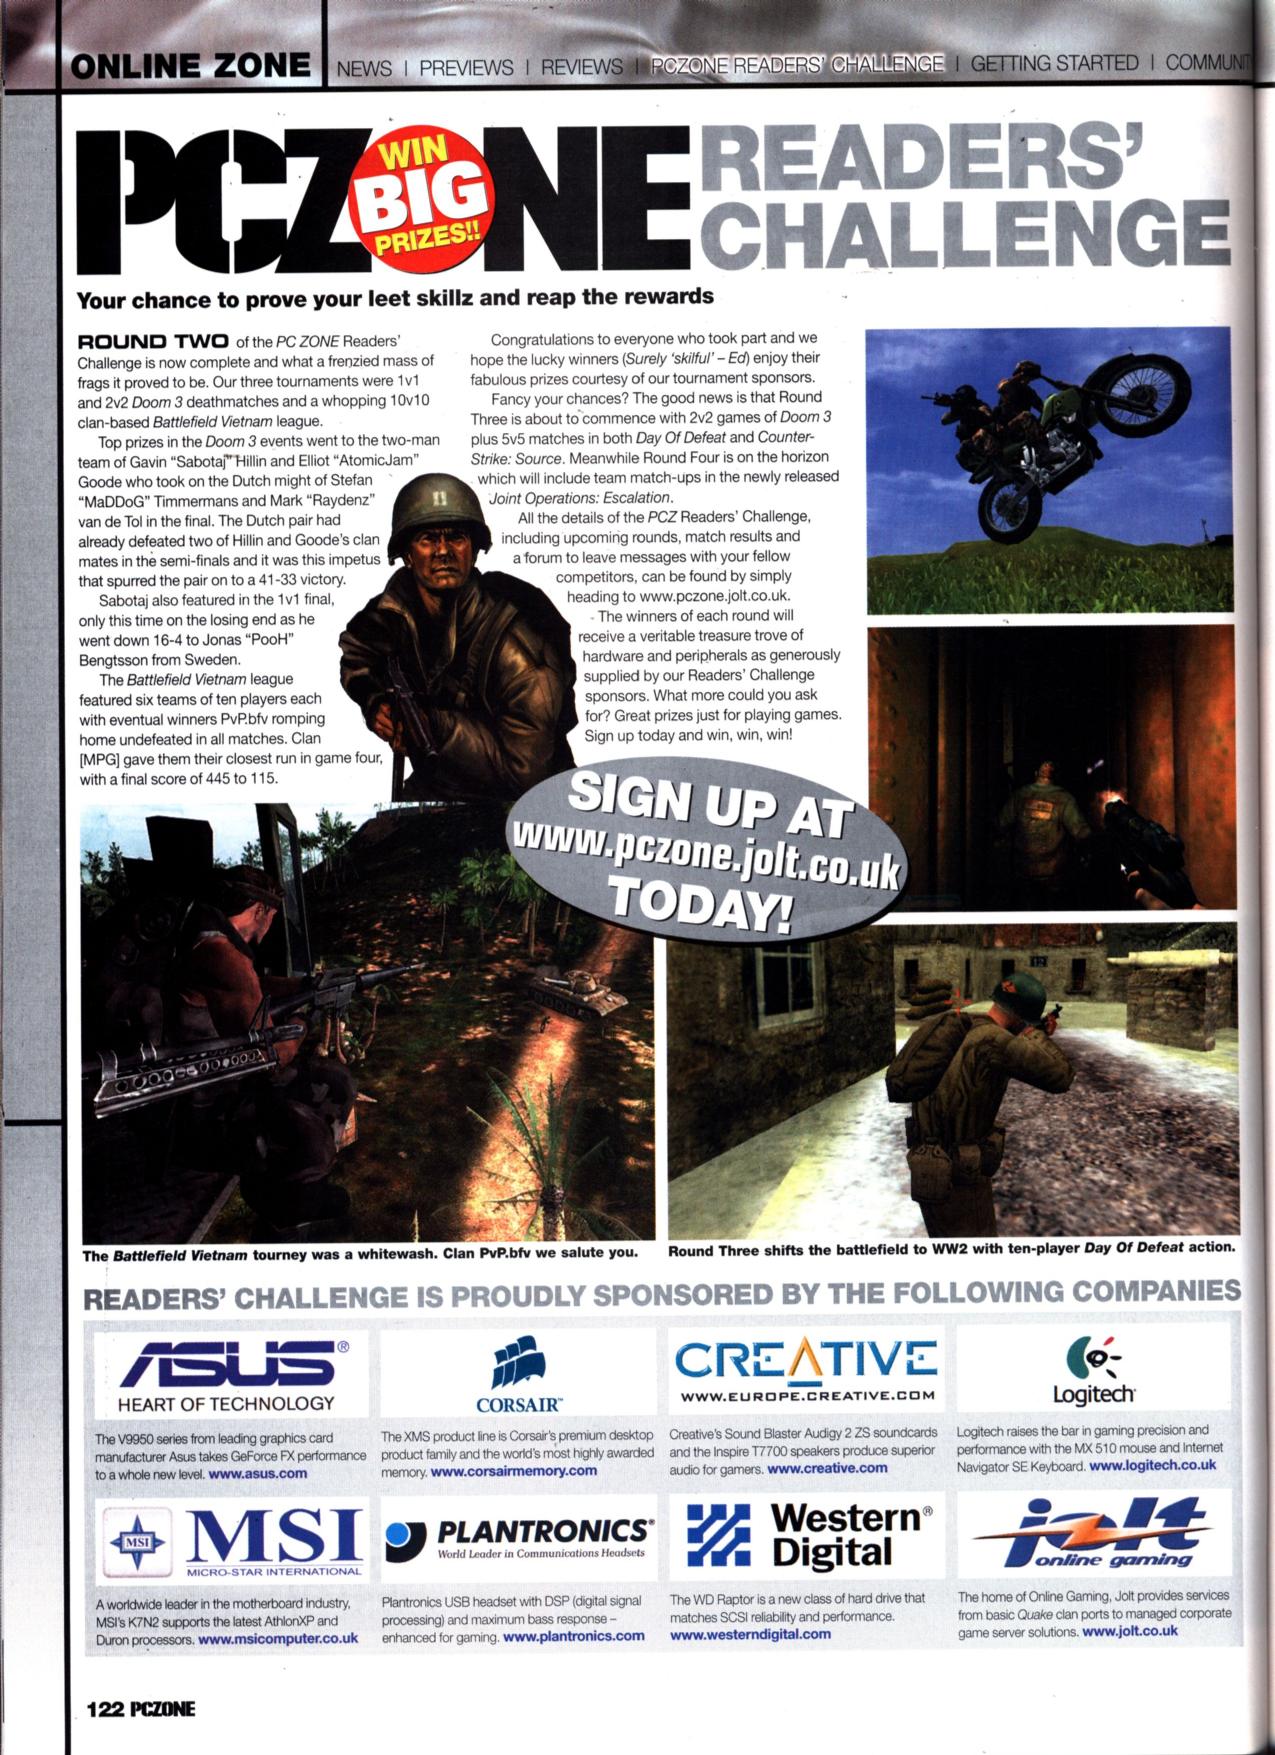 ONLINE ZONE
NEWS | PREVIEWS | REVIEWS | PCZONE READERS' CHALLENGE | GETTING STARTED | COMMUNIT
PCZONE
WIN
BIG
PRIZES!!
READERS'
CHALLENGE
Your chance to prove your leet skillz and reap the rewards
ROUND TWO of the PC ZONE Readers'
Challenge is now complete and what a frenzied mass of
frags it proved to be. Our three tournaments were 1v1
and 2v2 Doom 3 deathmatches and a whopping 10v10
clan-based Battlefield Vietnam league.
Top prizes in the Doom 3 events went to the two-man
team of Gavin "Sabotaj" Hillin and Elliot "AtomicJam"
Goode who took on the Dutch might of Stefan
"MaDDoG" Timmermans and Mark "Raydenz"
van de Tol in the final. The Dutch pair had
already defeated two of Hillin and Goode's clan
mates in the semi-finals and it was this impetus
that spurred the pair on to a 41-33 victory.
Sabotaj also featured in the 1v1 final,
only this time on the losing end as he
went down 16-4 to Jonas "PooH"
Bengtsson from Sweden.
The Battlefield Vietnam league
featured six teams of ten players each
with eventual winners PvP.bfv romping
home undefeated in all matches. Clan
[MPG] gave them their closest run in game four,
with a final score of 445 to 115.
Congratulations to everyone who took part and we
hope the lucky winners (Surely 'skilful' – Ed) enjoy their
fabulous prizes courtesy of our tournament sponsors.
Fancy your chances? The good news is that Round
Three is about to commence with 2v2 games of Doom 3
plus 5v5 matches in both Day Of Defeat and Counter-
Strike: Source. Meanwhile Round Four is on the horizon
which will include team match-ups in the newly released
Joint Operations: Escalation.
All the details of the PCZ Readers' Challenge,
including upcoming rounds, match results and
a forum to leave messages with your fellow
competitors, can be found by simply
heading to www.pczone.jolt.co.uk.
The winners of each round will
receive a veritable treasure trove of
hardware and peripherals as generously
supplied by our Readers' Challenge
sponsors. What more could you ask
for? Great prizes just for playing games.
Sign up today and win, win, win!
SIGN UP AT
www.pczone.jolt.co.uk
TODAY!
The Battlefield Vietnam tourney was a whitewash. Clan PvP.bfv we salute you.
Round Three shifts the battlefield to WW2 with ten-player Day Of Defeat action.
READERS' CHALLENGE IS PROUDLY SPONSORED BY THE FOLLOWING COMPANIES
ASUS®
HEART OF TECHNOLOGY
The V9950 series from leading graphics card
manufacturer Asus takes GeForce FX performance
to a whole new level. www.asus.com
CORSAIR™
The XMS product line is Corsair's premium desktop
product family and the world's most highly awarded
memory. www.corsairmemory.com
CREATIVE
WWW.EUROPE.CREATIVE.COM
Creative's Sound Blaster Audigy 2 ZS soundcards
and the Inspire T7700 speakers produce superior
audio for gamers. www.creative.com
Logitech
Logitech raises the bar in gaming precision and
performance with the MX 510 mouse and Internet
Navigator SE Keyboard. www.logitech.co.uk
MSI
MSI
MICRO-STAR INTERNATIONAL
A worldwide leader in the motherboard industry,
MSI's K7N2 supports the latest AthlonXP and
Duron processors. www.msicomputer.co.uk
PLANTRONICS®
World Leader in Communications Headsets
Plantronics USB headset with DSP (digital signal
processing) and maximum bass response –
enhanced for gaming. www.plantronics.com
Western®
Digital
The WD Raptor is a new class of hard drive that
matches SCSI reliability and performance.
www.westerndigital.com
jolt
online gaming
The home of Online Gaming, Jolt provides services
from basic Quake clan ports to managed corporate
game server solutions. www.jolt.co.uk
122 PCZONE